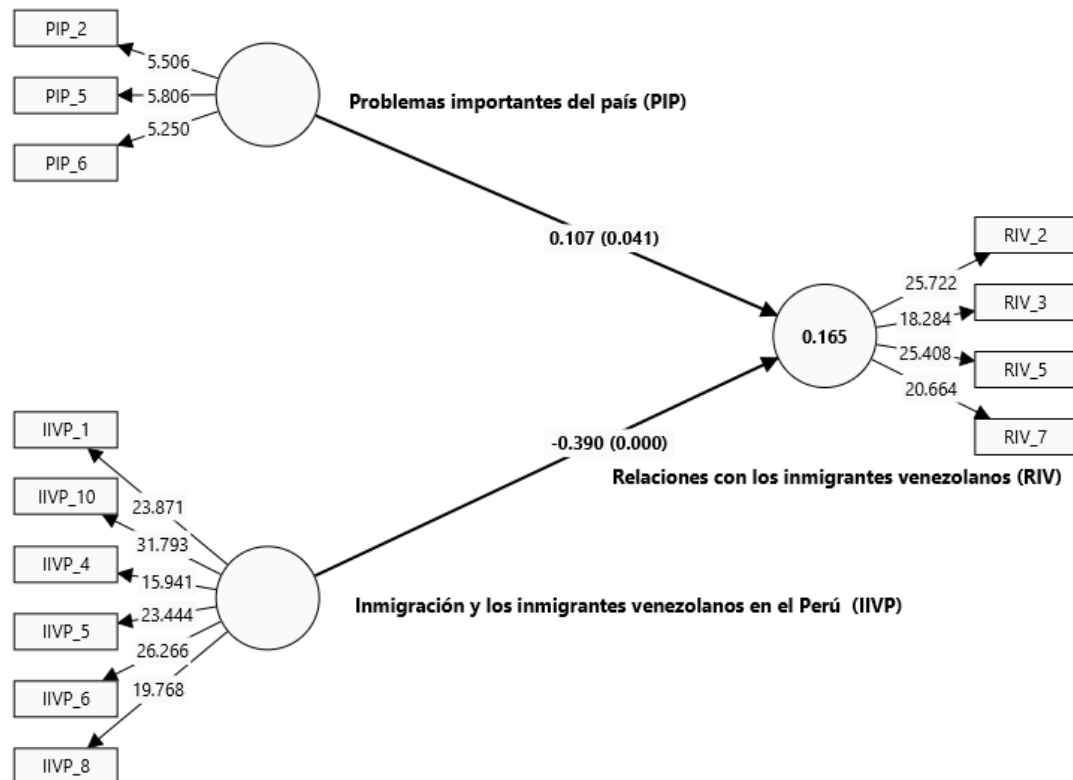 PIP_2
5.506
PIP_5
5.806
PIP_6
5.250
Problemas importantes del país (PIP)
0.107 (0.041)
RIV_2
25.722
RIV_3
18.284
0.165
RIV_5
25.408
RIV_7
20.664
-0.390 (0.000)
Relaciones con los inmigrantes venezolanos (RIV)
IIVP_1
23.871
IIVP_10
31.793
IIVP_4
15.941
IIVP_5
23.444
IIVP_6
26.266
IIVP_8
19.768
Inmigración y los inmigrantes venezolanos en el Perú (IIVP)